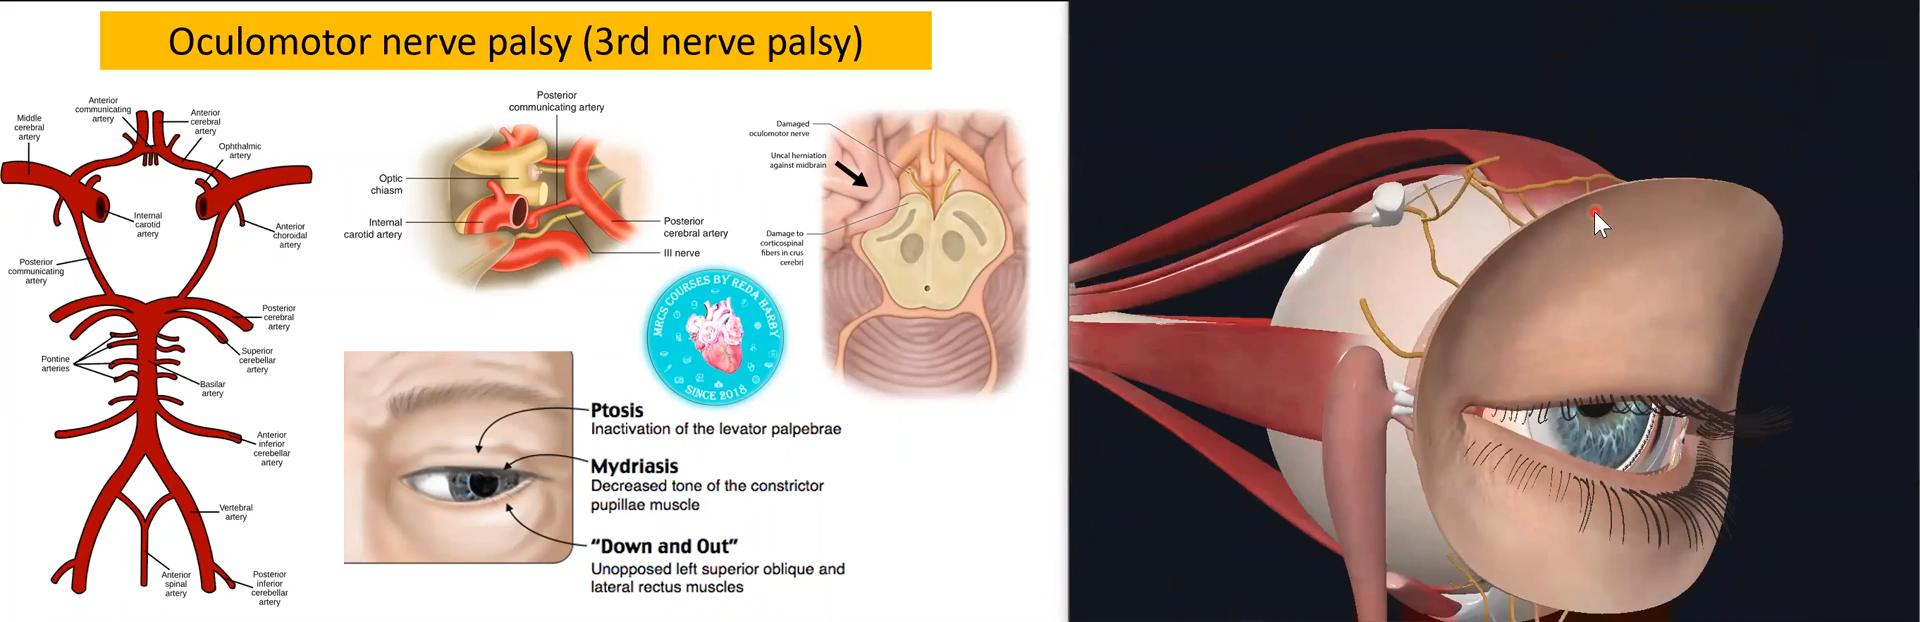 Oculomotor nerve palsy (3rd nerve palsy)
Anterior
communicating
artery
Middle
cerebral
artery
Anterior
cerebral
artery
Ophthalmic
artery
Internal
carotid
artery
Anterior
choroidal
artery
Posterior
communicating
artery
Posterior
cerebral
artery
Superior
cerebellar
artery
Pontine
arteries
Basilar
artery
Anterior
inferior
cerebellar
artery
Vertebral
artery
Anterior
spinal
artery
Posterior
inferior
cerebellar
artery
Posterior
communicating artery
Optic
chiasm
Internal
carotid artery
Posterior
cerebral artery
III nerve
Damaged
oculomotor nerve
Uncal herniation
against midbrain
Damage to
corticospinal
fibers in crus
cerebri
MRCS COURSES BY REDA HARBY
SINCE 2018
Ptosis
Inactivation of the levator palpebrae
Mydriasis
Decreased tone of the constrictor
pupillae muscle
"Down and Out"
Unopposed left superior oblique and
lateral rectus muscles